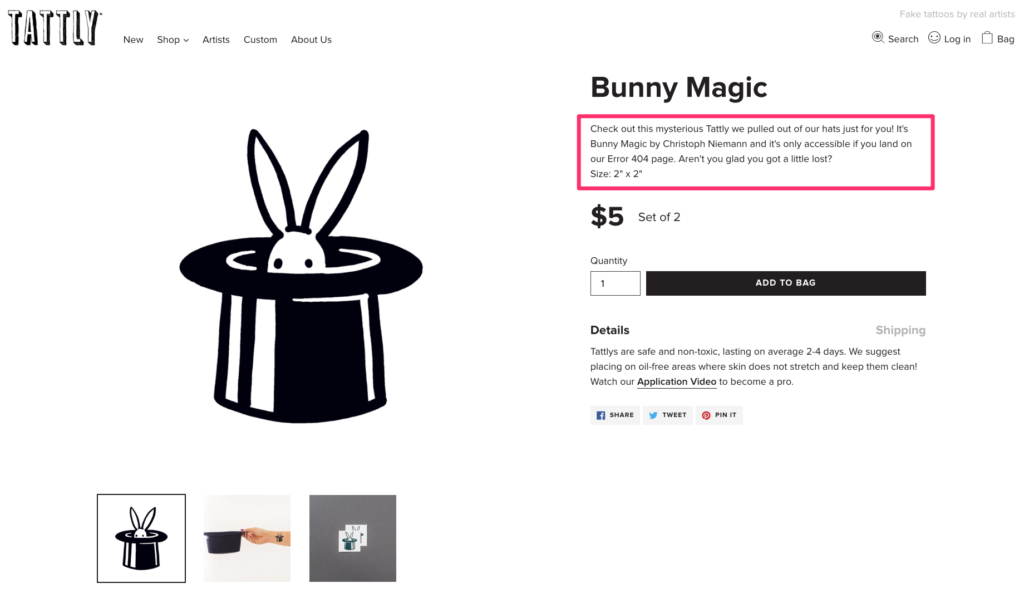 TATTLY™
Fake tattoos by real artists
New
Shop
Artists
Custom
About Us
Search
Log in
Bag
Bunny Magic
Check out this mysterious Tattly we pulled out of our hats just for you! It's
Bunny Magic by Christoph Niemann and it's only accessible if you land on
our Error 404 page. Aren't you glad you got a little lost?
Size: 2" x 2"
$5 Set of 2
Quantity
1
ADD TO BAG
Details
Shipping
Tattlys are safe and non-toxic, lasting on average 2-4 days. We suggest
placing on oil-free areas where skin does not stretch and keep them clean!
Watch our Application Video to become a pro.
SHARE
TWEET
PIN IT